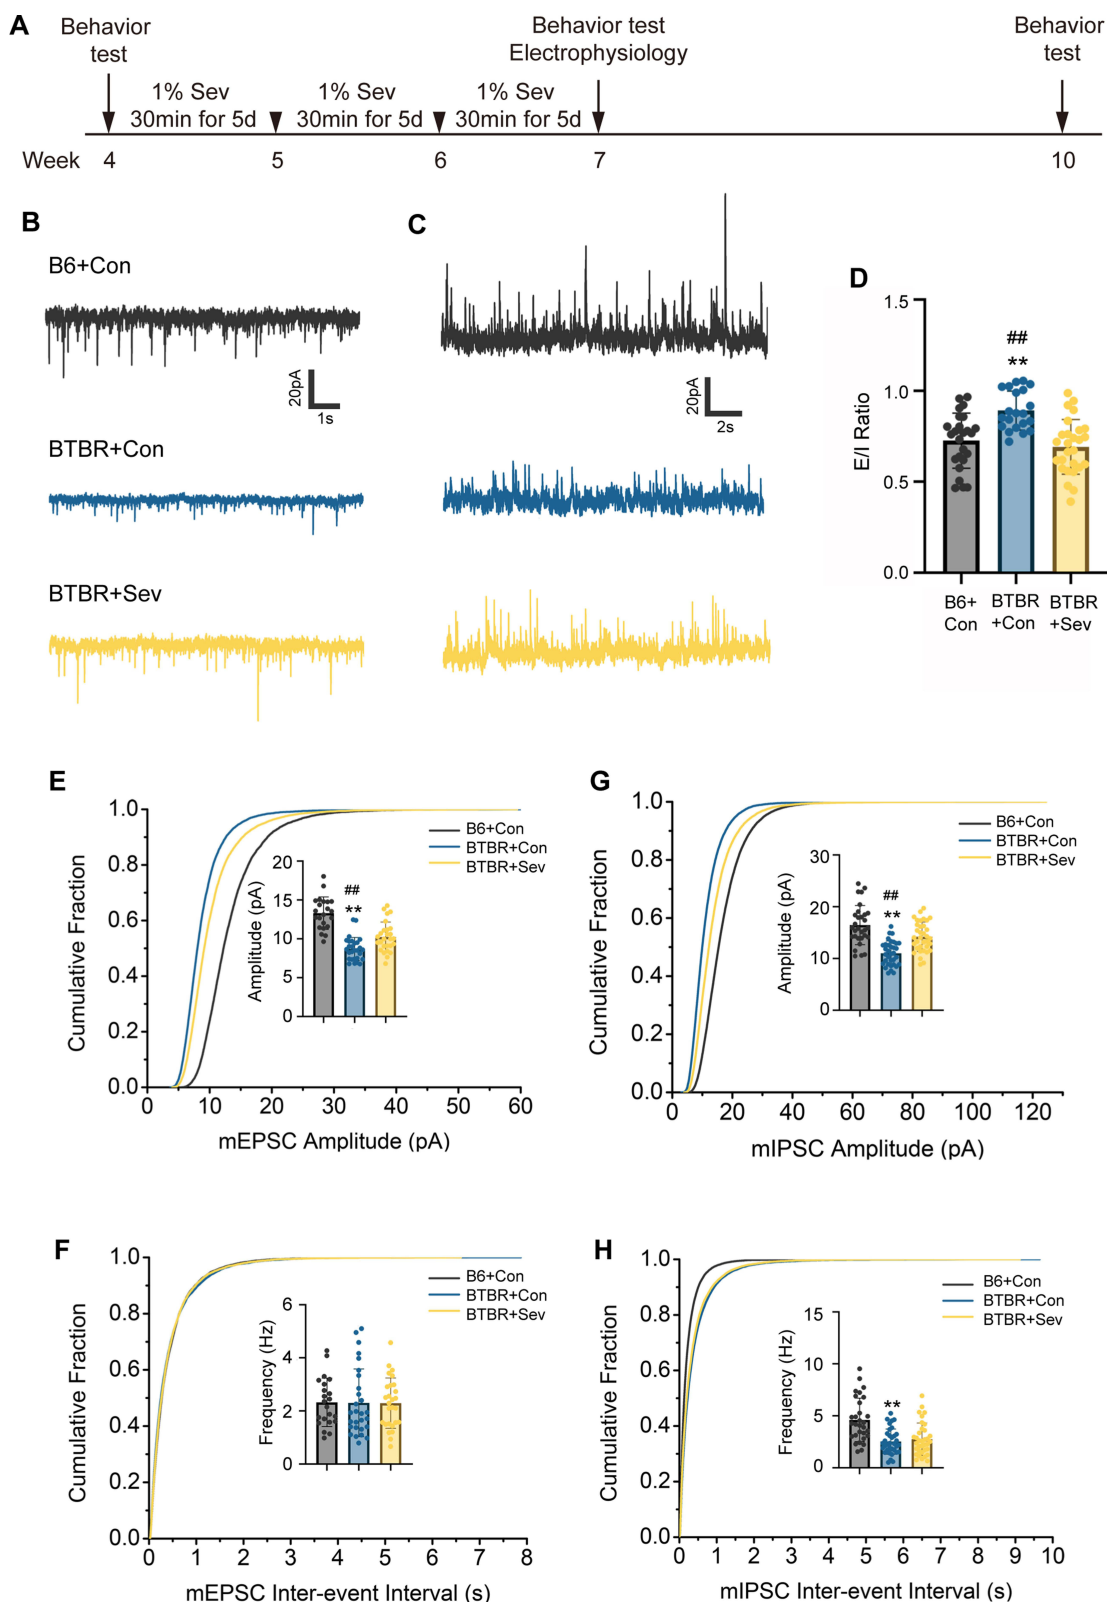 A
Behavior
test
Behavior test
Electrophysiology
Behavior
test
1% Sev
30min for 5d
1% Sev
30min for 5d
1% Sev
30min for 5d
Week 4 5 6 7 10
B
B6+Con
20pA
1s
BTBR+Con
BTBR+Sev
C
20pA
2s
D
1.5
1.0
0.5
0.0
E/I Ratio
##
**
B6+
Con
BTBR
+Con
BTBR
+Sev
E
1.0
0.8
0.6
0.4
0.2
0.0
Cumulative Fraction
B6+Con
BTBR+Con
BTBR+Sev
20
15
10
5
0
Amplitude (pA)
##
**
0 10 20 30 40 50 60
mEPSC Amplitude (pA)
G
1.0
0.8
0.6
0.4
0.2
0.0
Cumulative Fraction
B6+Con
BTBR+Con
BTBR+Sev
30
20
10
0
Amplitude (pA)
##
**
0 20 40 60 80 100 120
mIPSC Amplitude (pA)
F
1.0
0.8
0.6
0.4
0.2
0.0
Cumulative Fraction
B6+Con
BTBR+Con
BTBR+Sev
6
4
2
0
Frequency (Hz)
0 1 2 3 4 5 6 7 8
mEPSC Inter-event Interval (s)
H
1.0
0.8
0.6
0.4
0.2
0.0
Cumulative Fraction
B6+Con
BTBR+Con
BTBR+Sev
15
10
5
0
Frequency (Hz)
**
0 1 2 3 4 5 6 7 8 9 10
mIPSC Inter-event Interval (s)